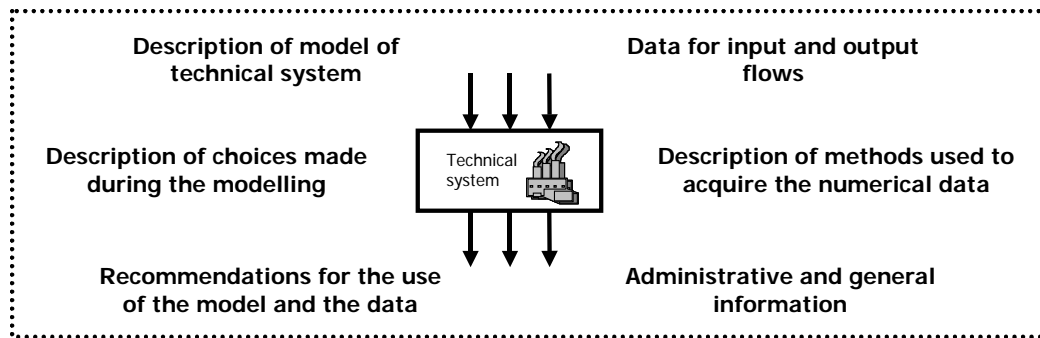 Description of model of
technical system
Data for input and output
flows
Description of choices made
during the modelling
Technical
system
Description of methods used to
acquire the numerical data
Recommendations for the use
of the model and the data
Administrative and general
information